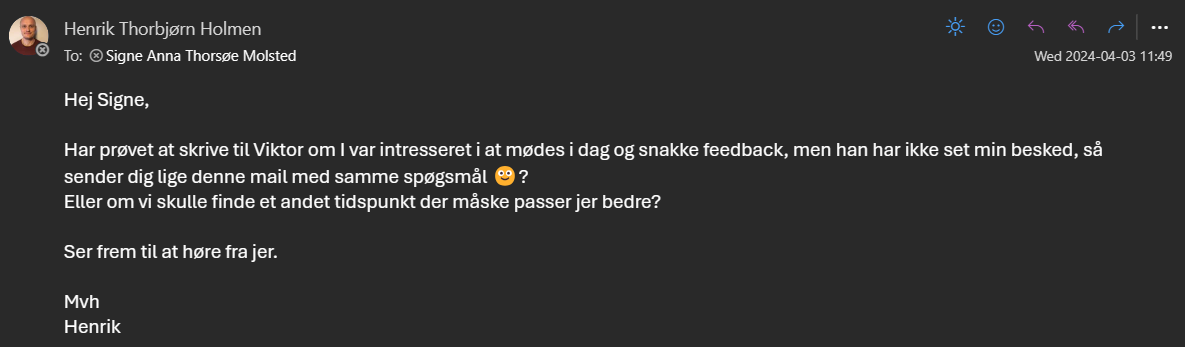 Henrik Thorbjørn Holmen
To: Signe Anna Thorsøe Molsted
Wed 2024-04-03 11:49
Hej Signe,
Har prøvet at skrive til Viktor om I var intresseret i at mødes i dag og snakke feedback, men han har ikke set min besked, så
sender dig lige denne mail med samme spøgsmål 🙂?
Eller om vi skulle finde et andet tidspunkt der måske passer jer bedre?
Ser frem til at høre fra jer.
Mvh
Henrik